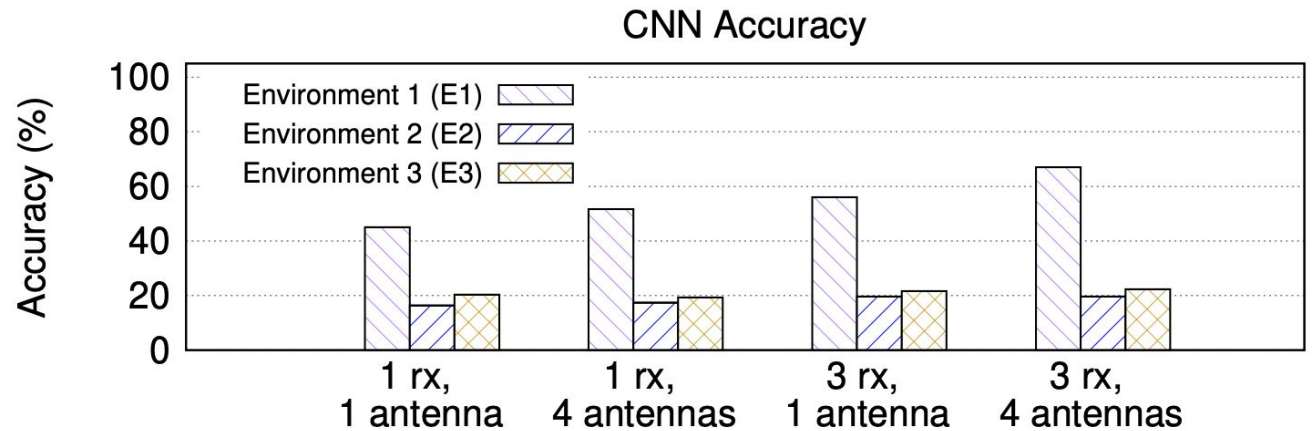 CNN Accuracy
Accuracy (%)
100
80
60
40
20
0
Environment 1 (E1)
Environment 2 (E2)
Environment 3 (E3)
1 rx,
1 antenna
1 rx,
4 antennas
3 rx,
1 antenna
3 rx,
4 antennas